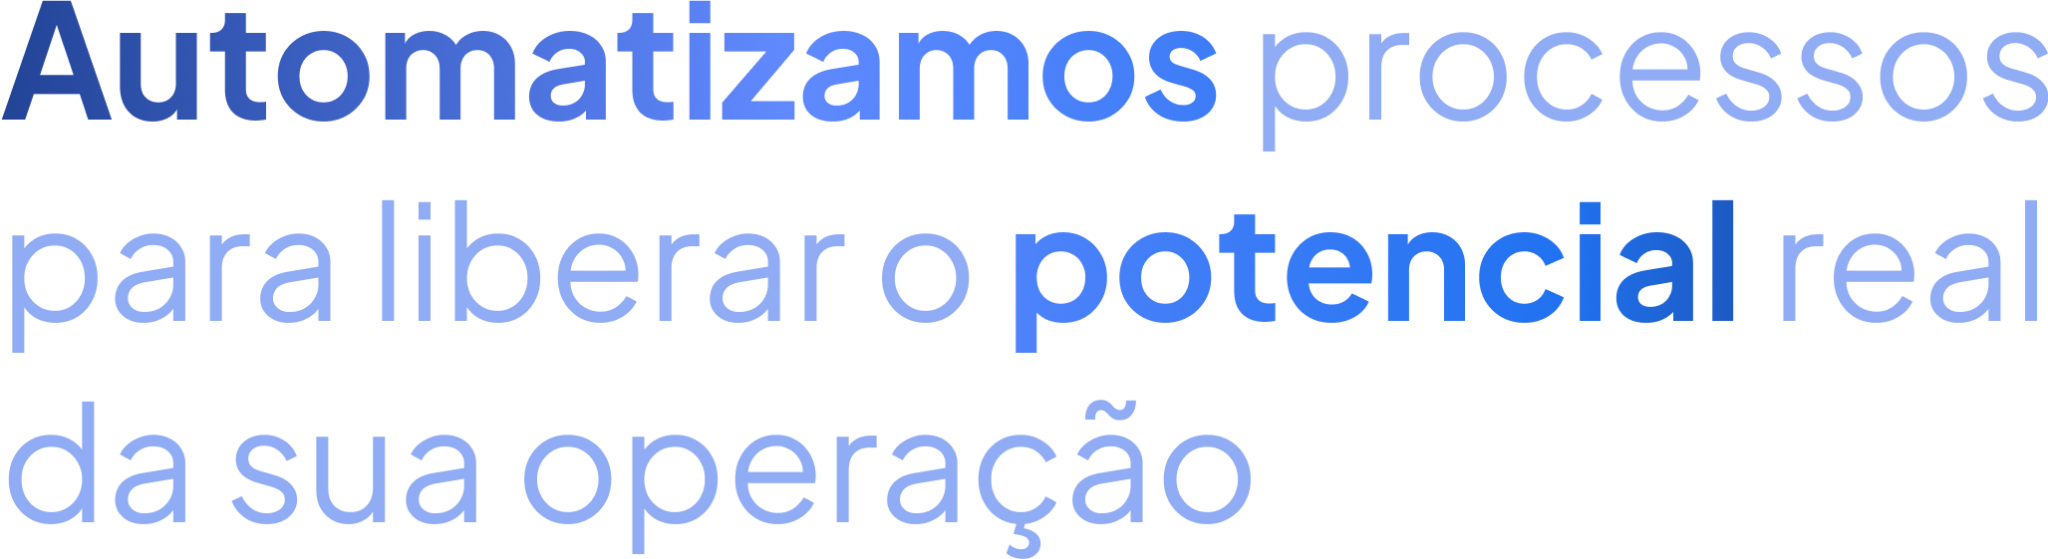 Automatizamos processos
para liberar o potencial real
da sua operação